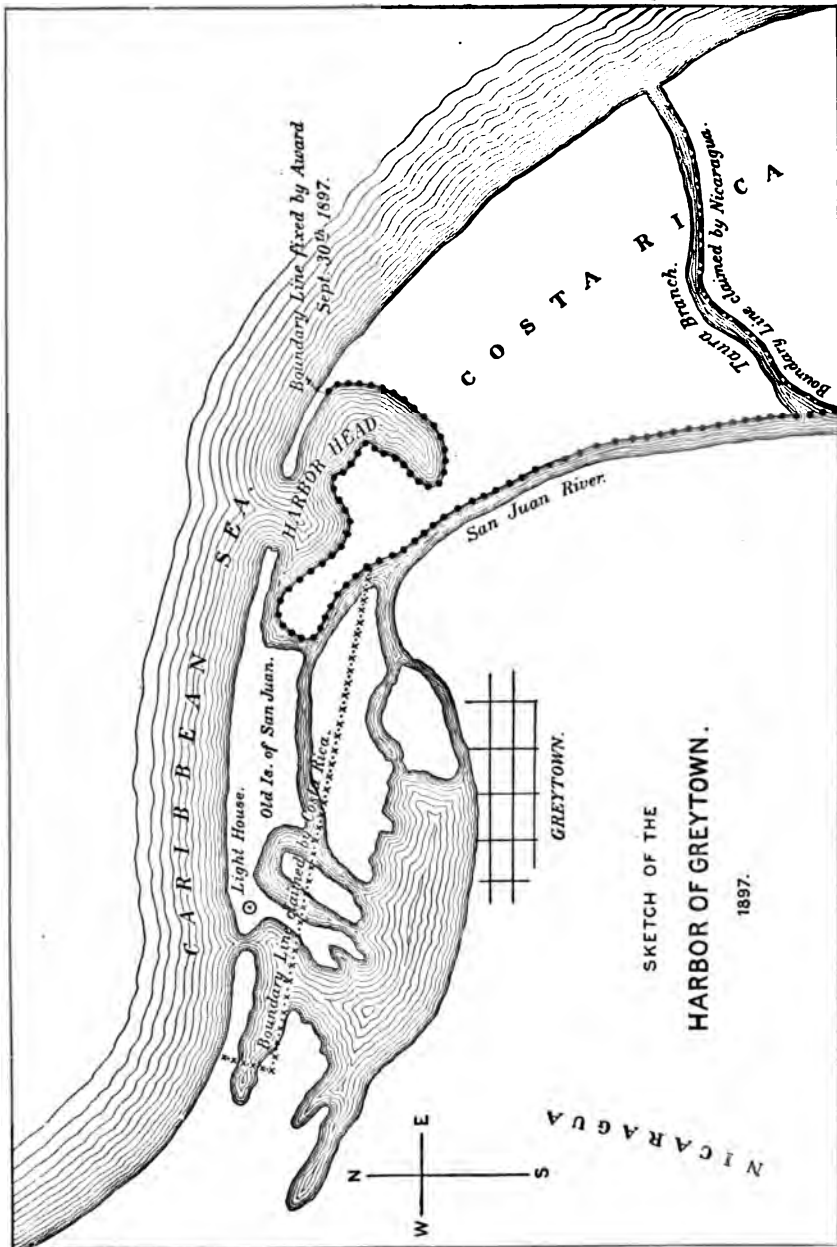 CARIBBEAN
SEA.
Boundary Line fixed by Award
Sept. 30th 1897.
HARBOR HEAD
Light House.
Old Is. of San Juan.
Boundary Line claimed by Costa Rica.
San Juan River.
COSTA RICA
Taura Branch.
Boundary Line claimed by Nicaragua.
GREYTOWN.
N
W
E
S
NICARAGUA
SKETCH OF THE
HARBOR OF GREYTOWN.
1897.